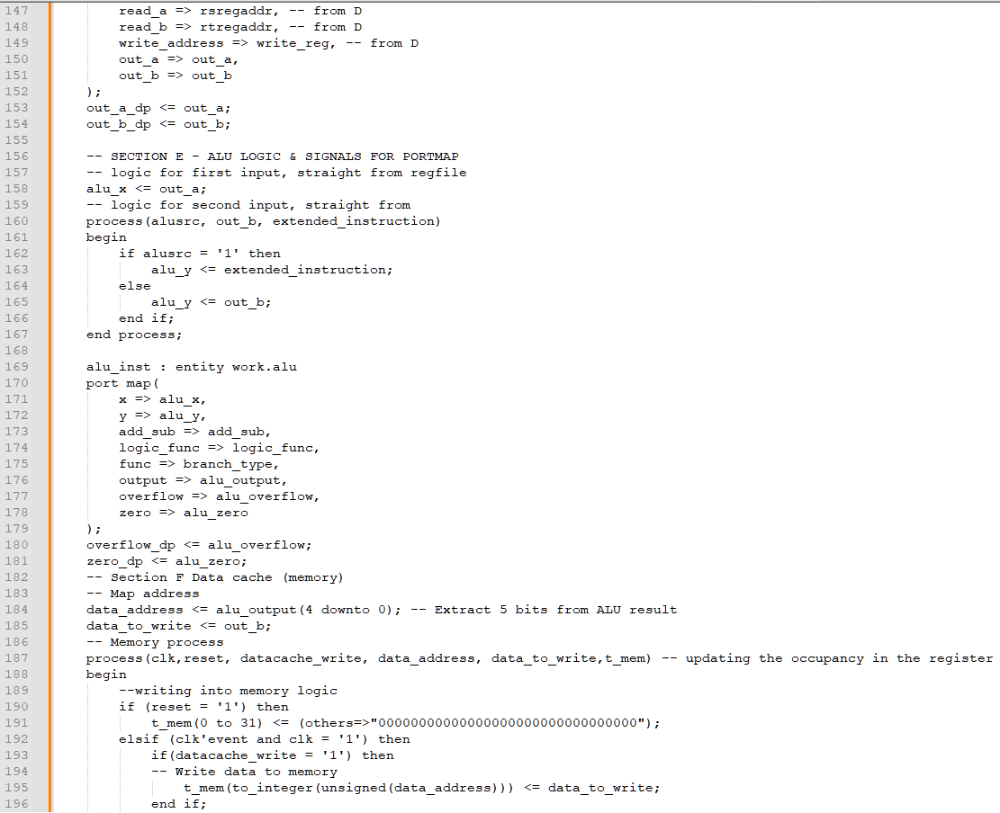 147 read_a => rsregaddr, -- from D
148 read_b => rtregaddr, -- from D
149 write_address => write_reg, -- from D
150 out_a => out_a,
151 out_b => out_b
152 );
153 out_a_dp <= out_a;
154 out_b_dp <= out_b;
155
156 -- SECTION E - ALU LOGIC & SIGNALS FOR PORTMAP
157 -- logic for first input, straight from regfile
158 alu_x <= out_a;
159 -- logic for second input, straight from
160 process(alusrc, out_b, extended_instruction)
161 begin
162 if alusrc = '1' then
163 alu_y <= extended_instruction;
164 else
165 alu_y <= out_b;
166 end if;
167 end process;
168
169 alu_inst : entity work.alu
170 port map(
171 x => alu_x,
172 y => alu_y,
173 add_sub => add_sub,
174 logic_func => logic_func,
175 func => branch_type,
176 output => alu_output,
177 overflow => alu_overflow,
178 zero => alu_zero
179 );
180 overflow_dp <= alu_overflow;
181 zero_dp <= alu_zero;
182 -- Section F Data cache (memory)
183 -- Map address
184 data_address <= alu_output(4 downto 0); -- Extract 5 bits from ALU result
185 data_to_write <= out_b;
186 -- Memory process
187 process(clk,reset, datacache_write, data_address, data_to_write,t_mem) -- updating the occupancy in the register
188 begin
189 --writing into memory logic
190 if (reset = '1') then
191 t_mem(0 to 31) <= (others=>"00000000000000000000000000000000");
192 elsif (clk'event and clk = '1') then
193 if(datacache_write = '1') then
194 -- Write data to memory
195 t_mem(to_integer(unsigned(data_address))) <= data_to_write;
196 end if;